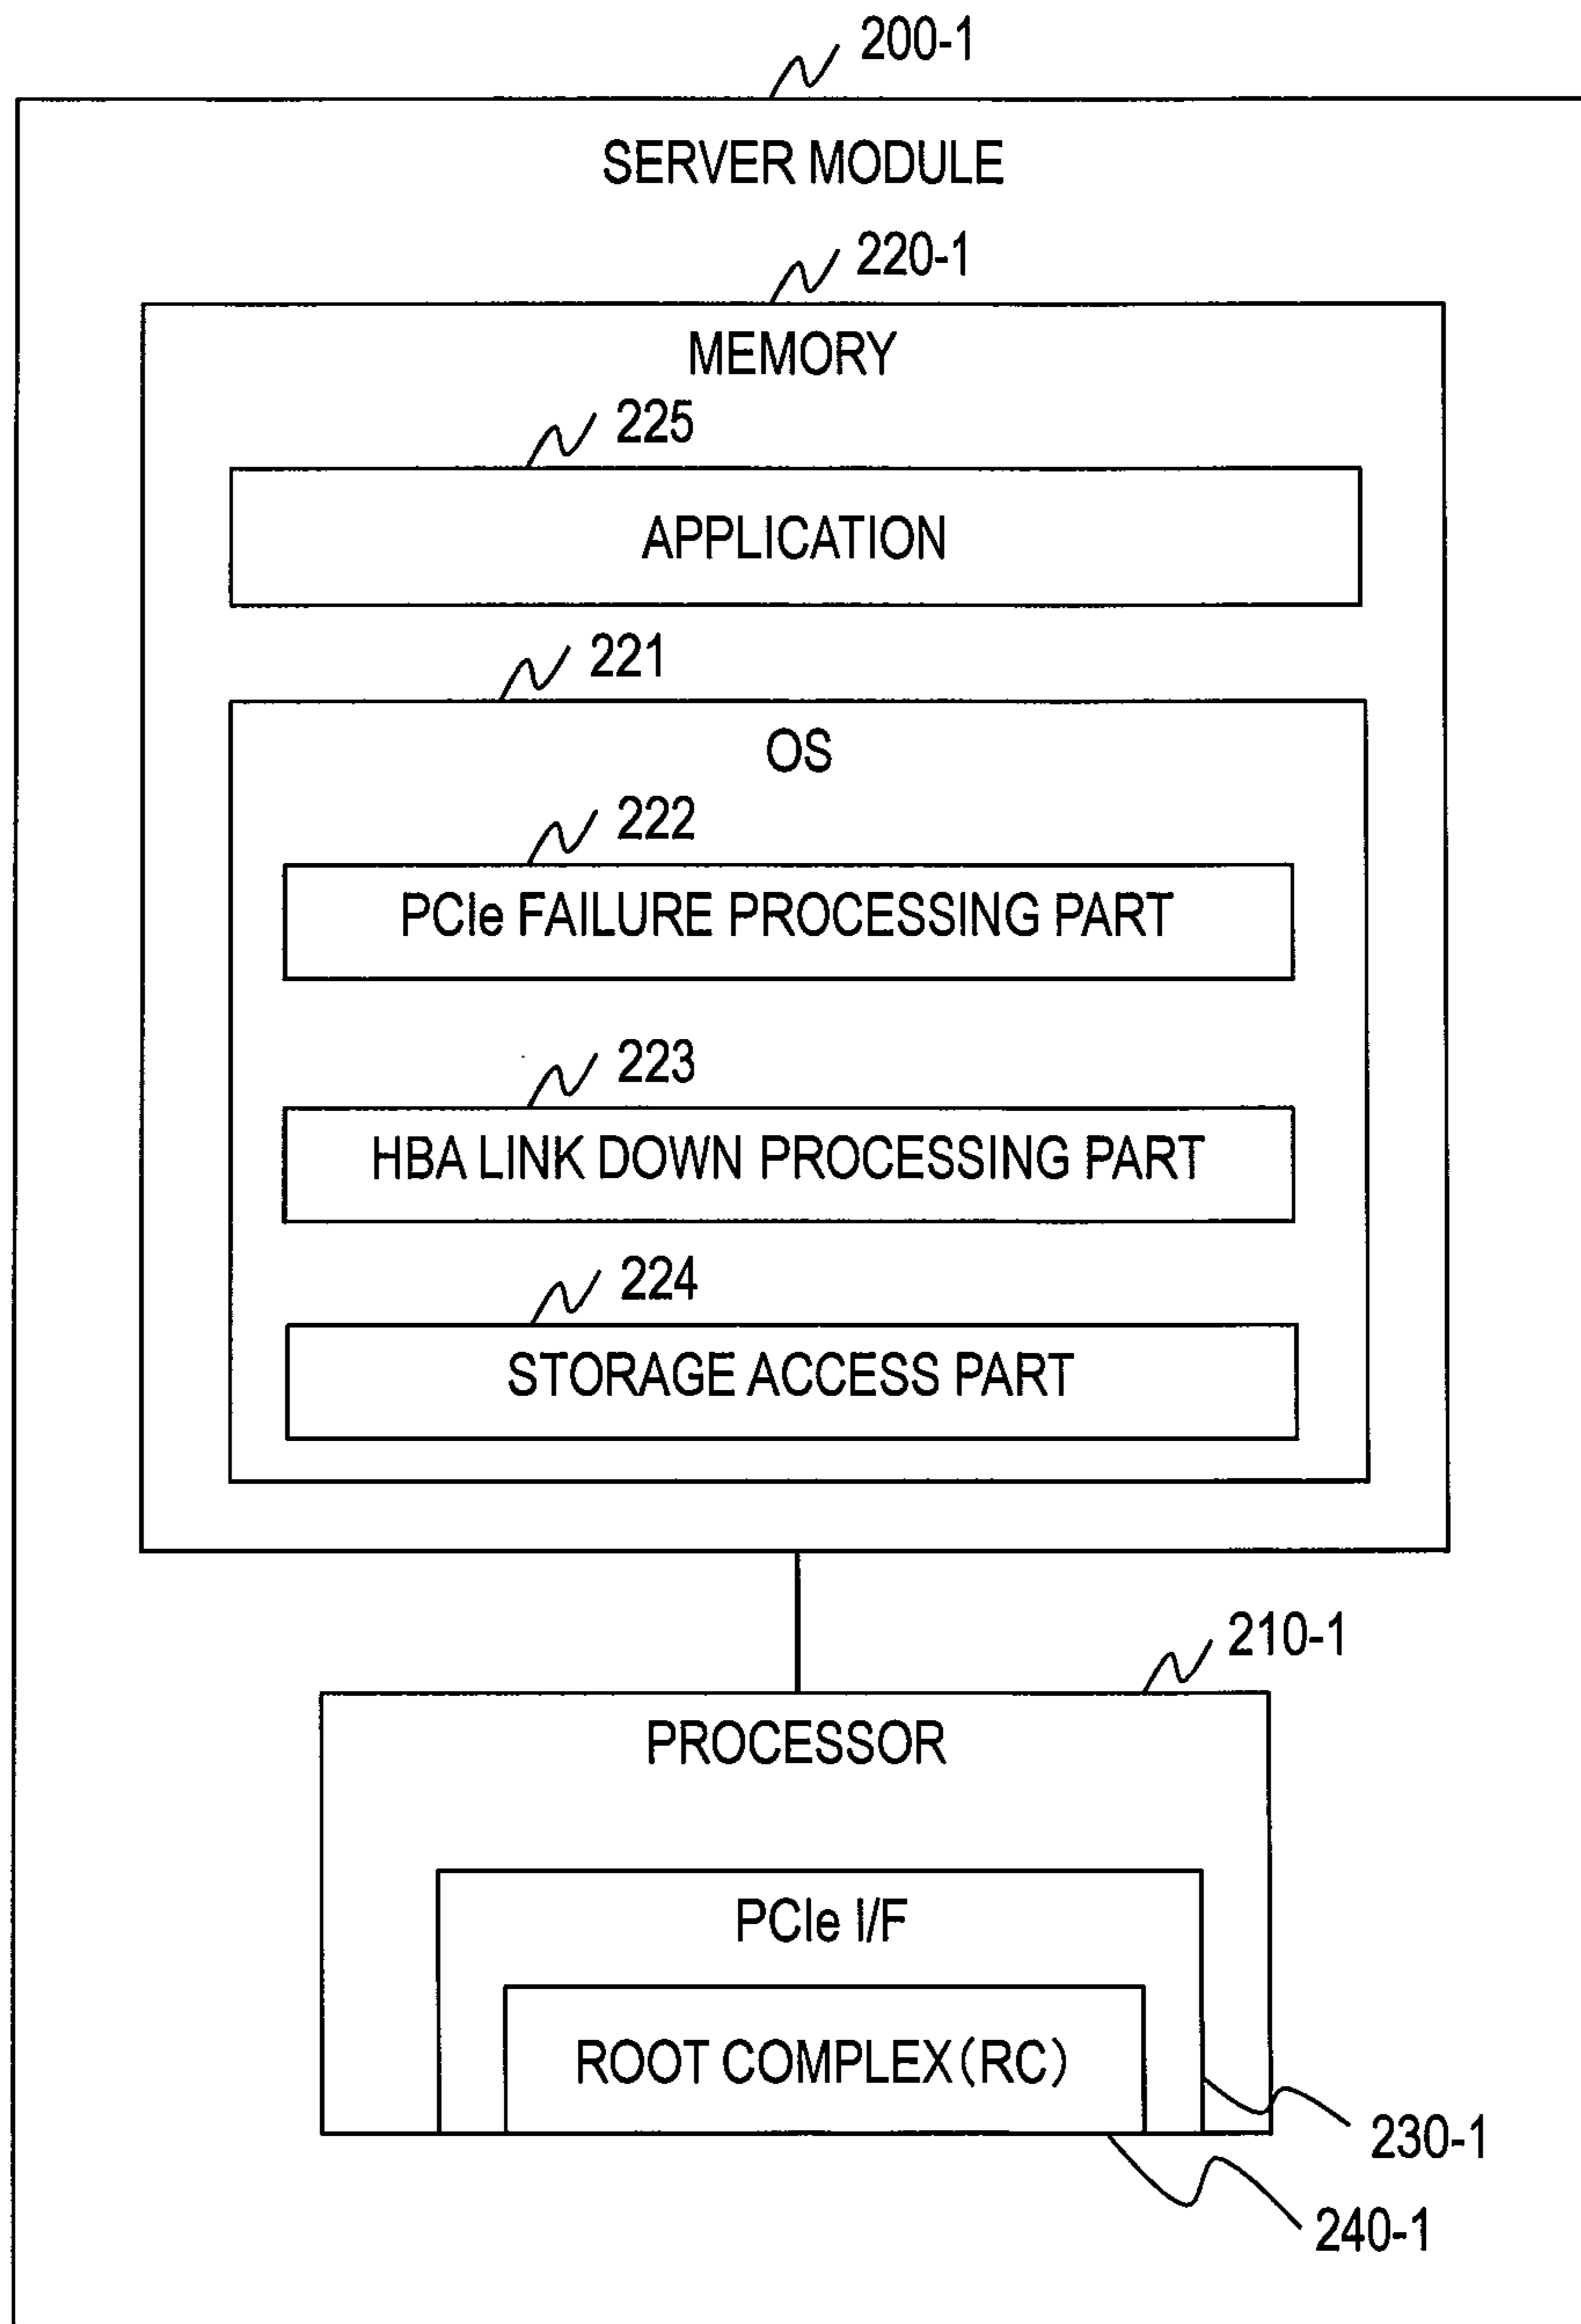 200-1
SERVER MODULE
220-1
MEMORY
225
APPLICATION
221
OS
222
PCIe FAILURE PROCESSING PART
223
HBA LINK DOWN PROCESSING PART
224
STORAGE ACCESS PART
210-1
PROCESSOR
PCIe I/F
ROOT COMPLEX(RC)
230-1
240-1